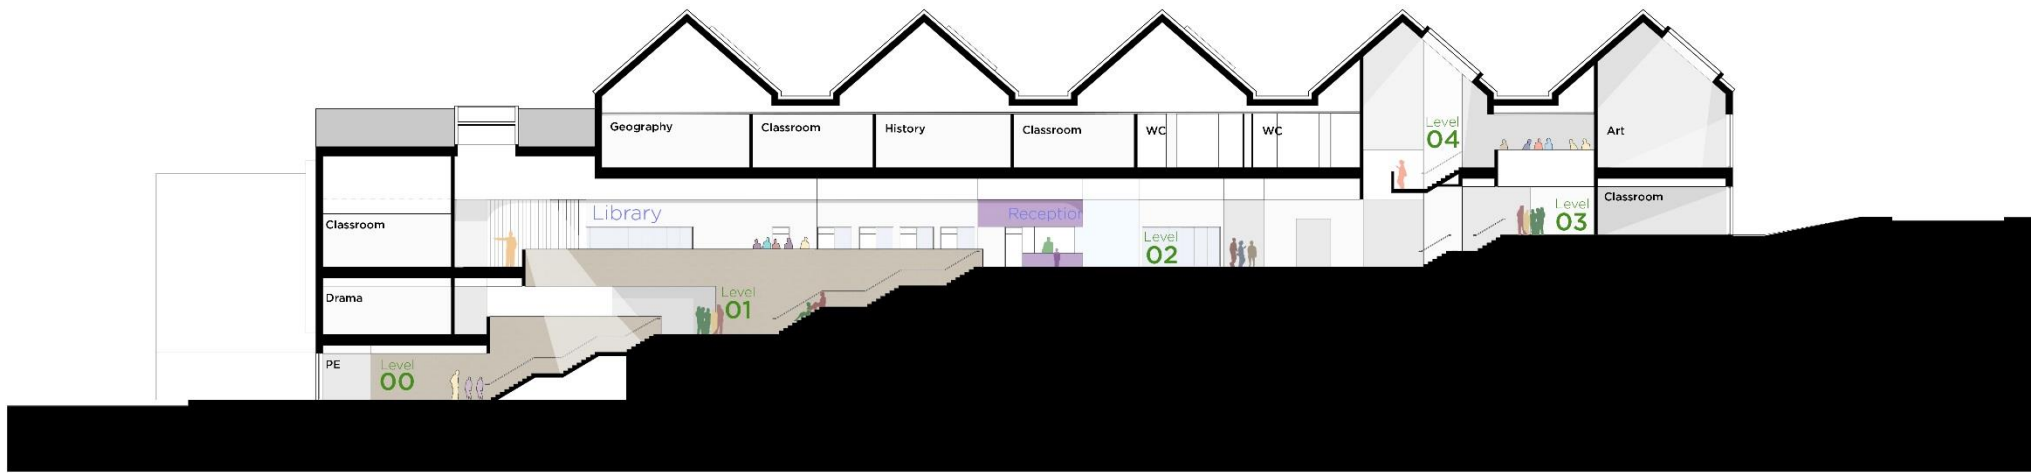 Geography
Classroom
History
Classroom
WC
WC
Level
04
Art
Classroom
Library
Reception
Level
02
Level
03
Classroom
Drama
Level
01
PE
Level
00